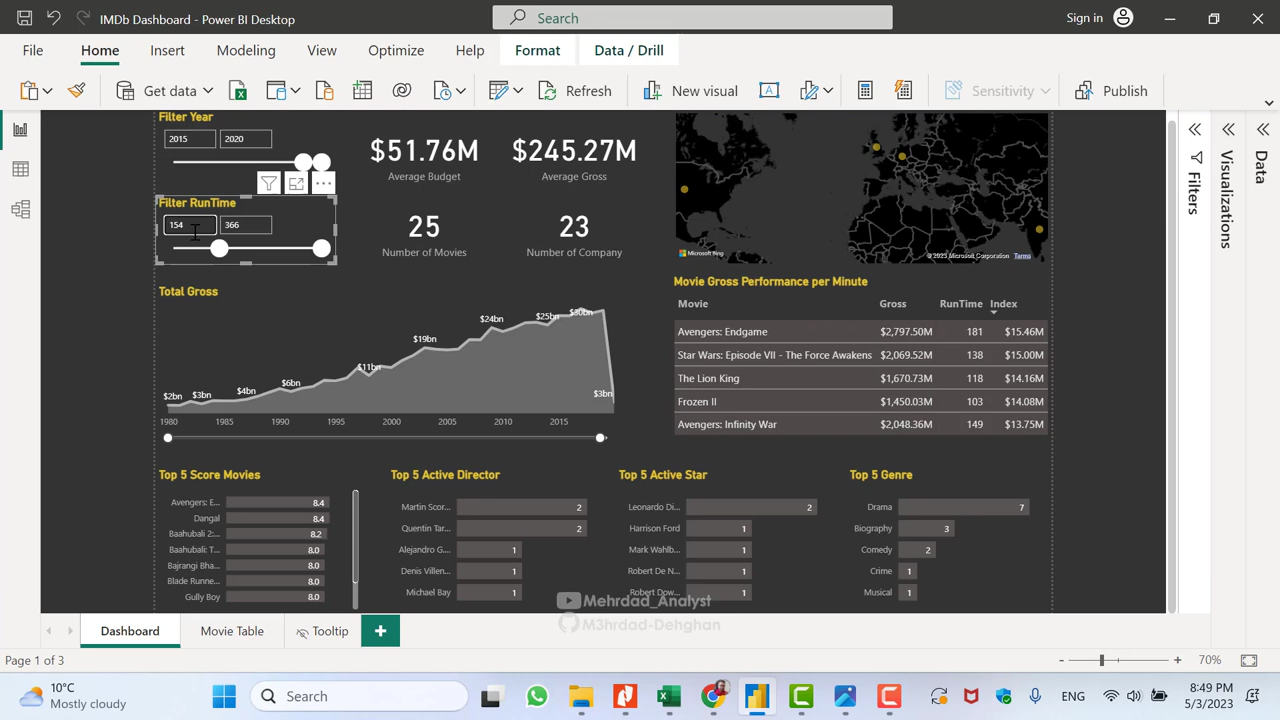 IMDb Dashboard - Power BI Desktop
Search
Sign in
File
Home
Insert
Modeling
View
Optimize
Help
Format
Data / Drill
Get data
Refresh
New visual
Sensitivity
Publish
Filter Year
2015
2020
Filter RunTime
154
366
$51.76M
Average Budget
$245.27M
Average Gross
25
Number of Movies
23
Number of Company
Microsoft Bing
© 2023 Microsoft Corporation Terms
Total Gross
$2bn
$3bn
$4bn
$6bn
$11bn
$19bn
$24bn
$25bn
$30bn
$3bn
1980
1985
1990
1995
2000
2005
2010
2015
Movie Gross Performance per Minute
Movie Gross RunTime Index
Avengers: Endgame $2,797.50M 181 $15.46M
Star Wars: Episode VII - The Force Awakens $2,069.52M 138 $15.00M
The Lion King $1,670.73M 118 $14.16M
Frozen II $1,450.03M 103 $14.08M
Avengers: Infinity War $2,048.36M 149 $13.75M
Top 5 Score Movies
Avengers: E... 8.4
Dangal 8.4
Baahubali 2:... 8.2
Baahubali: T... 8.0
Bajrangi Bha... 8.0
Blade Runne... 8.0
Gully Boy 8.0
Top 5 Active Director
Martin Scor... 2
Quentin Tar... 2
Alejandro G... 1
Denis Villen... 1
Michael Bay 1
Top 5 Active Star
Leonardo Di... 2
Harrison Ford 1
Mark Wahlb... 1
Robert De N... 1
Robert Dow... 1
Top 5 Genre
Drama 7
Biography 3
Comedy 2
Crime 1
Musical 1
Mehrdad_Analyst
M3hrdad-Dehghan
Filters
Visualizations
Data
Dashboard
Movie Table
Tooltip
Page 1 of 3
70%
10°C
Mostly cloudy
Search
ENG
8:49 PM
5/3/2023